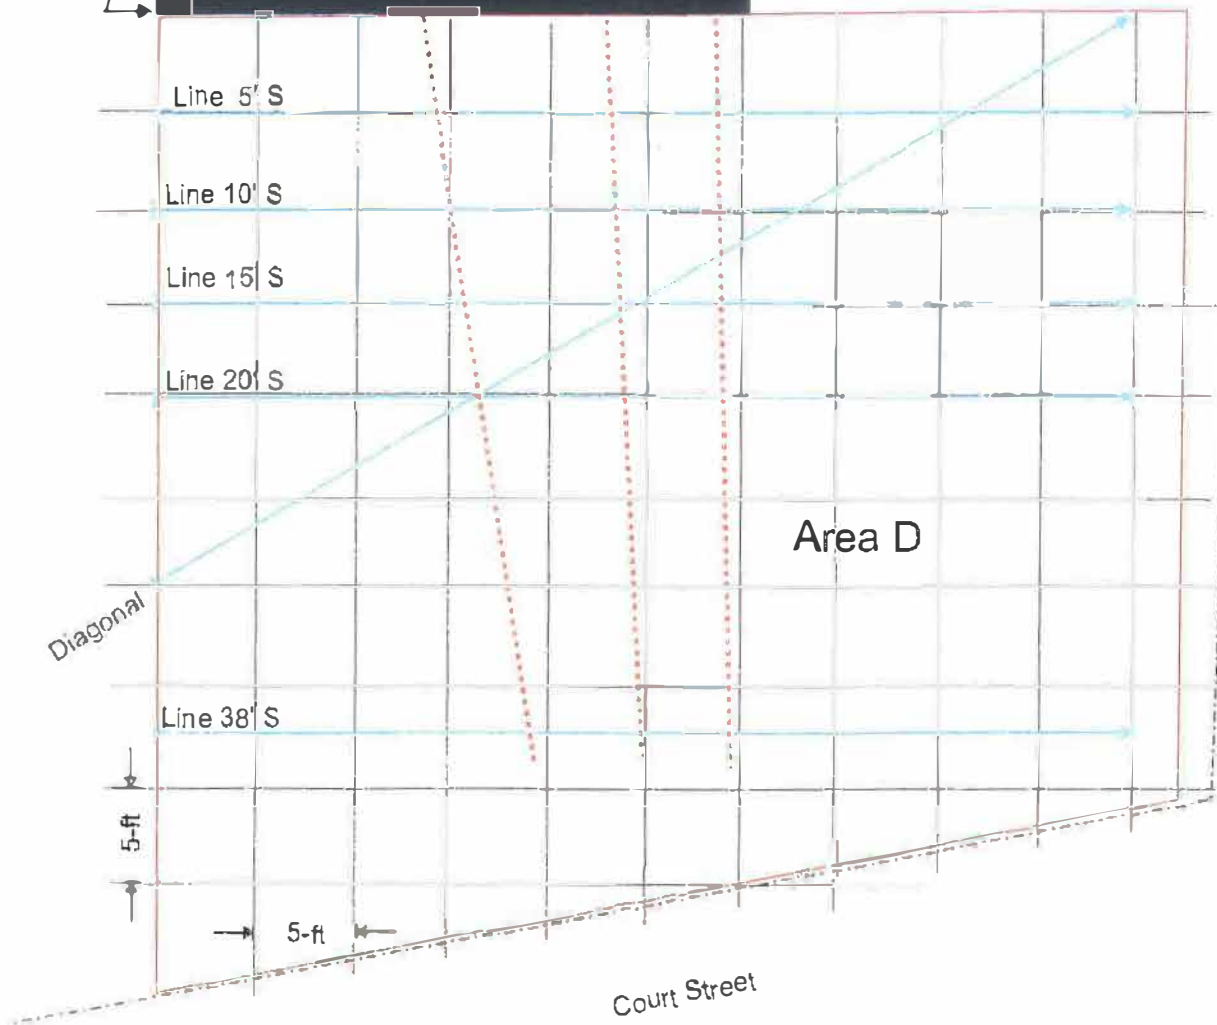 Line 5' S
Line 10' S
Line 15' S
Line 20' S
Area D
Diagonal
Line 38' S
5-ft
5-ft
Court Street